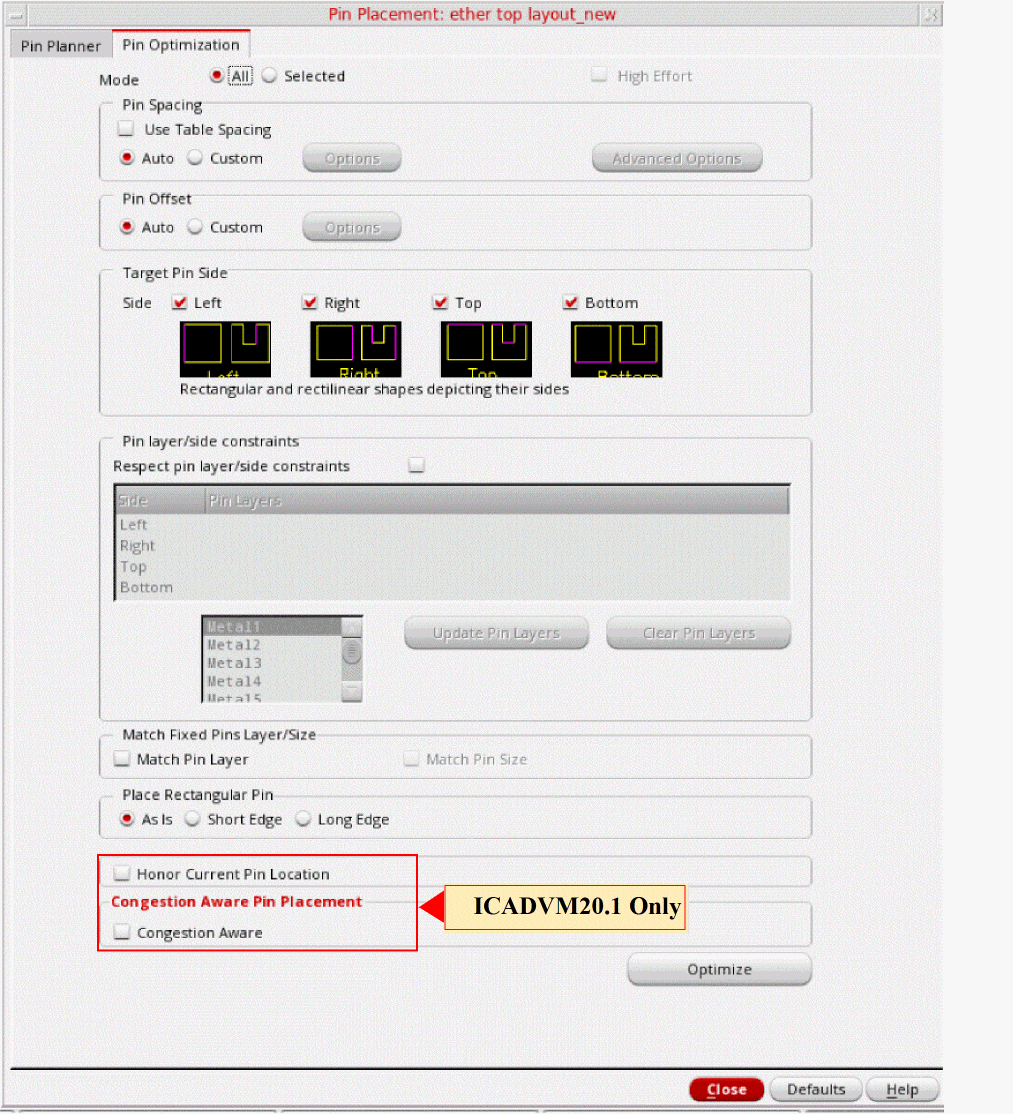 Pin Placement: ether top layout_new
Pin Planner Pin Optimization
Mode All Selected High Effort
Pin Spacing
Use Table Spacing
Auto Custom Options Advanced Options
Pin Offset
Auto Custom Options
Target Pin Side
Side Left Right Top Bottom
Left Right Top Bottom
Rectangular and rectilinear shapes depicting their sides
Pin layer/side constraints
Respect pin layer/side constraints
Side Pin Layers
Left
Right
Top
Bottom
Metal1
Metal2
Metal3
Metal4
Metal5
Update Pin Layers Clear Pin Layers
Match Fixed Pins Layer/Size
Match Pin Layer Match Pin Size
Place Rectangular Pin
As Is Short Edge Long Edge
Honor Current Pin Location
Congestion Aware Pin Placement
ICADVM20.1 Only
Congestion Aware
Optimize
Close Defaults Help